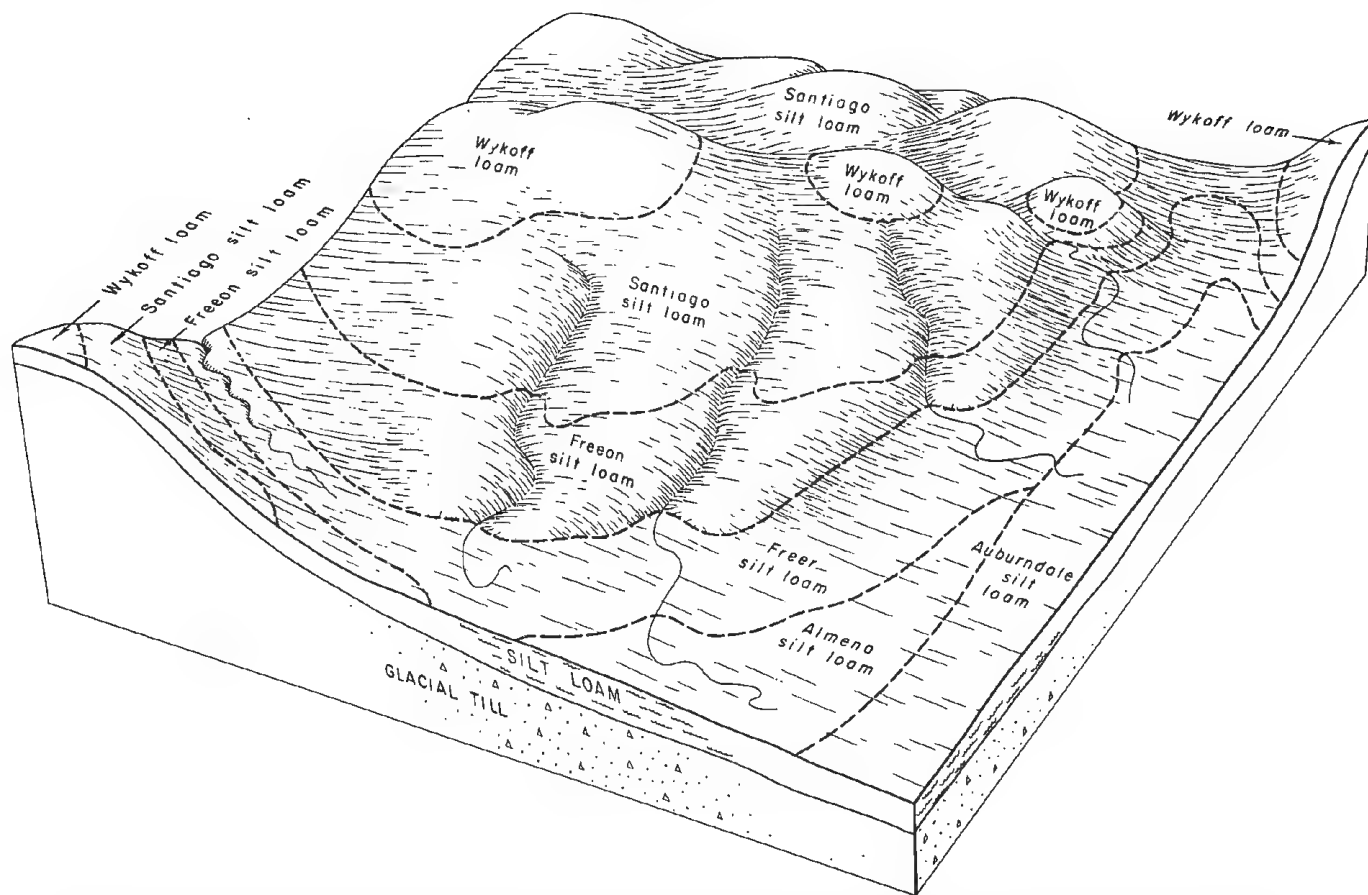 Santiago
silt loam
Wykoff loam
Wykoff
loam
Wykoff
loam
Wykoff
loam
Wykoff loam
Santiago silt loam
Freeon silt loam
Santiago
silt loam
Freeon
silt loam
Freer
silt loam
Auburndale
silt
loam
Almena
silt loam
SILT LOAM
GLACIAL TILL